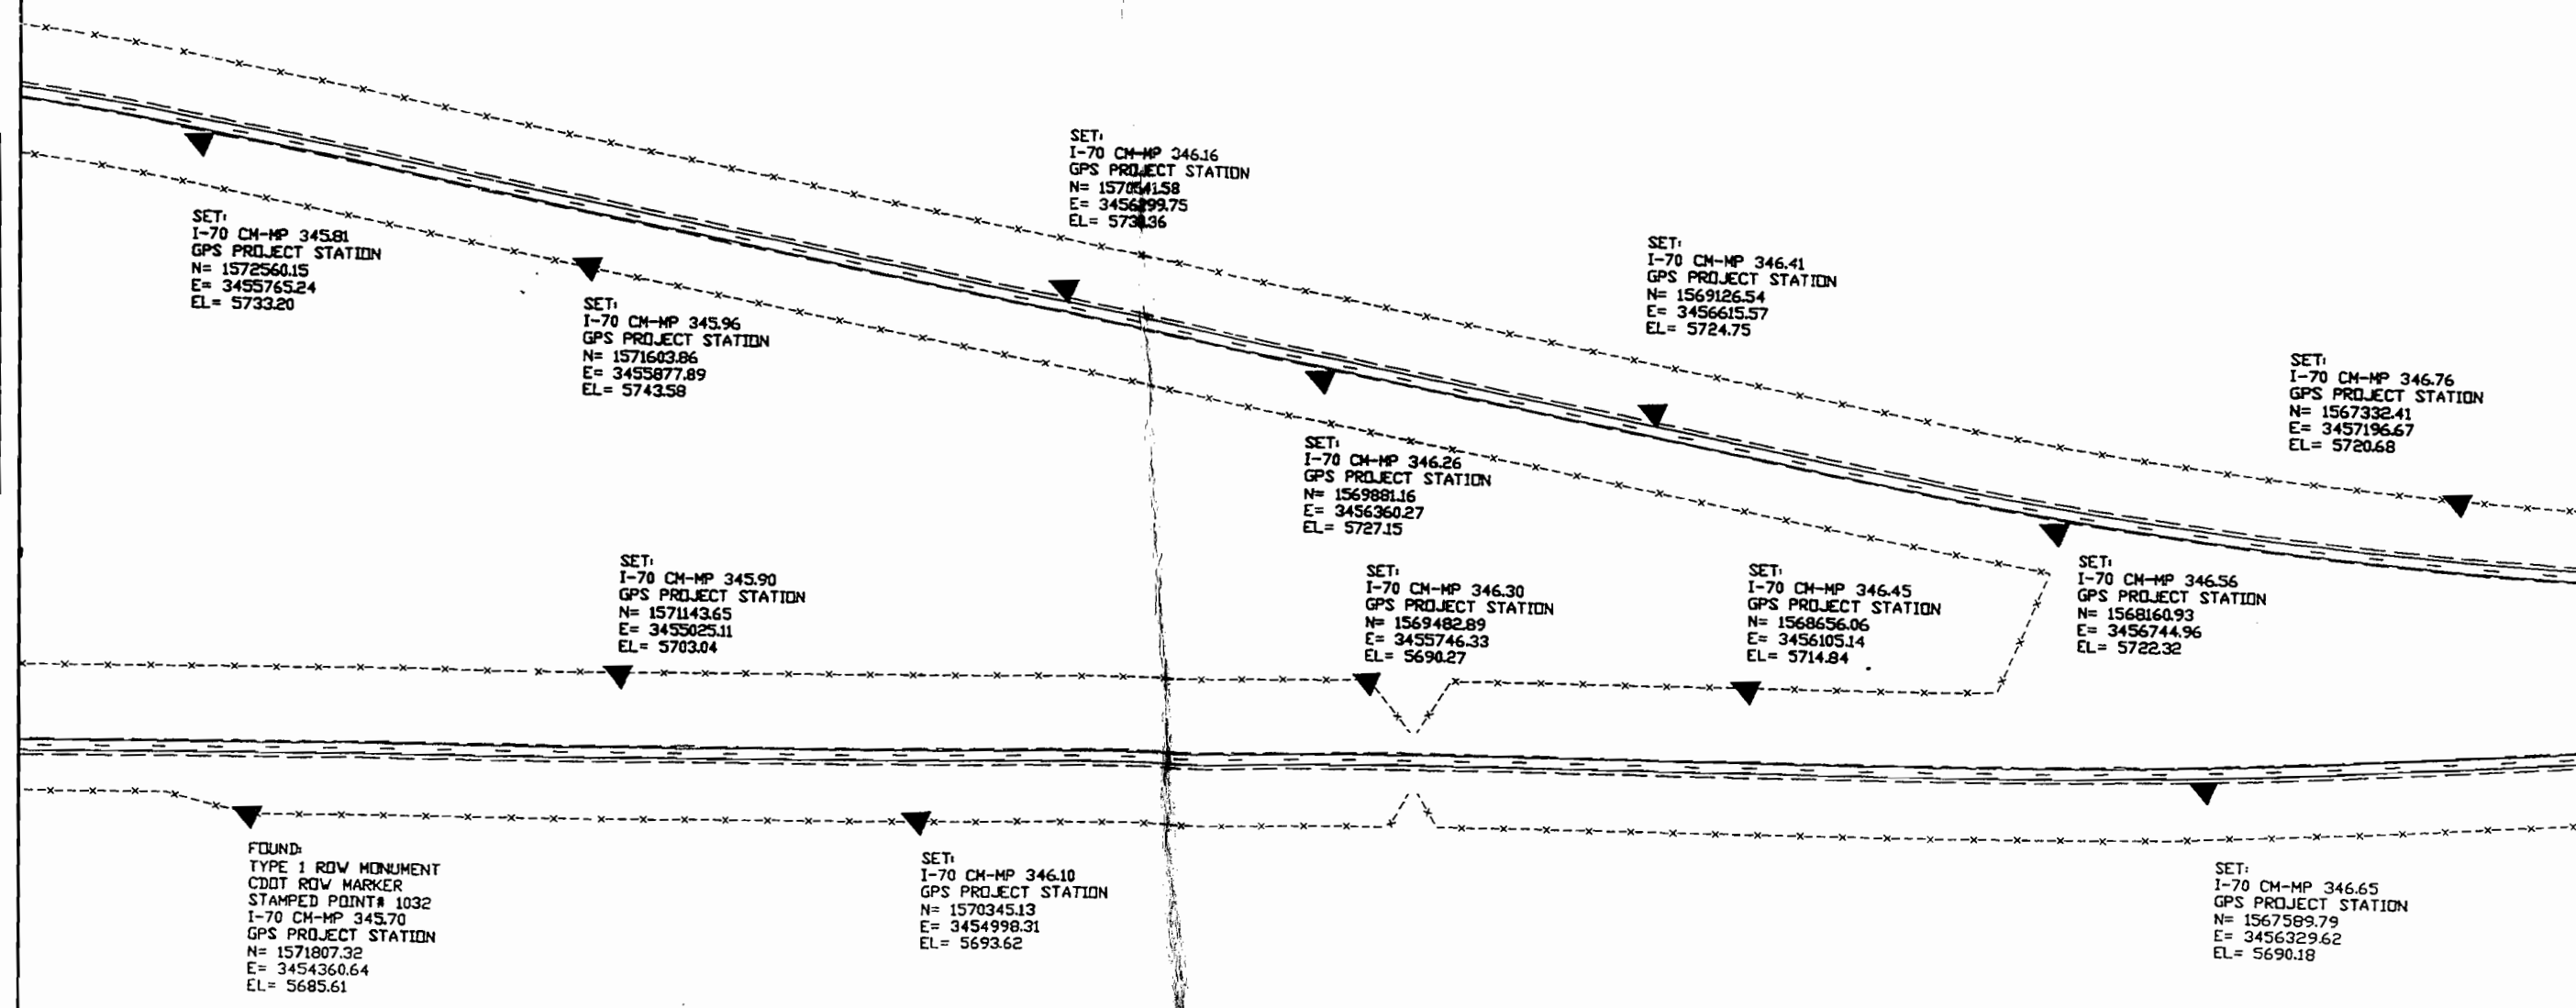 SET:
I-70 CM-MP 346.16
GPS PROJECT STATION
E= 3456299.75
SET:
I-70 CM-MP 345.81
GPS PROJECT STATION
N= 1572560.15
E= 3455765.24
EL= 5733.20
SET:
I-70 CM-MP 345.96
GPS PROJECT STATION
N= 1571603.86
E= 3455877.89
EL= 5743.58
SET:
I-70 CM-MP 346.41
GPS PROJECT STATION
N= 1569126.54
E= 3456615.57
EL= 5724.75
SET:
I-70 CM-MP 346.76
GPS PROJECT STATION
N= 1567332.41
E= 3457196.67
EL= 5720.68
SET:
I-70 CM-MP 346.26
GPS PROJECT STATION
N= 1569881.16
E= 3456360.27
EL= 5727.15
SET:
I-70 CM-MP 345.90
GPS PROJECT STATION
N= 1571143.65
E= 3455025.11
EL= 5703.04
SET:
I-70 CM-MP 346.30
GPS PROJECT STATION
N= 1569482.89
E= 3455746.33
EL= 5690.27
SET:
I-70 CM-MP 346.45
GPS PROJECT STATION
N= 1568656.06
E= 3456105.14
EL= 5714.84
SET:
I-70 CM-MP 346.56
GPS PROJECT STATION
N= 1568160.93
E= 3456744.96
EL= 5722.32
FOUND:
TYPE 1 ROW MONUMENT
CDOT ROW MARKER
STAMPED POINT# 1032
I-70 CM-MP 345.70
GPS PROJECT STATION
N= 1571807.32
E= 3454360.64
EL= 5685.61
SET:
I-70 CM-MP 346.10
GPS PROJECT STATION
N= 1570345.13
E= 3454998.31
EL= 5693.62
SET:
I-70 CM-MP 346.65
GPS PROJECT STATION
N= 1567589.79
E= 3456329.62
EL= 5690.18